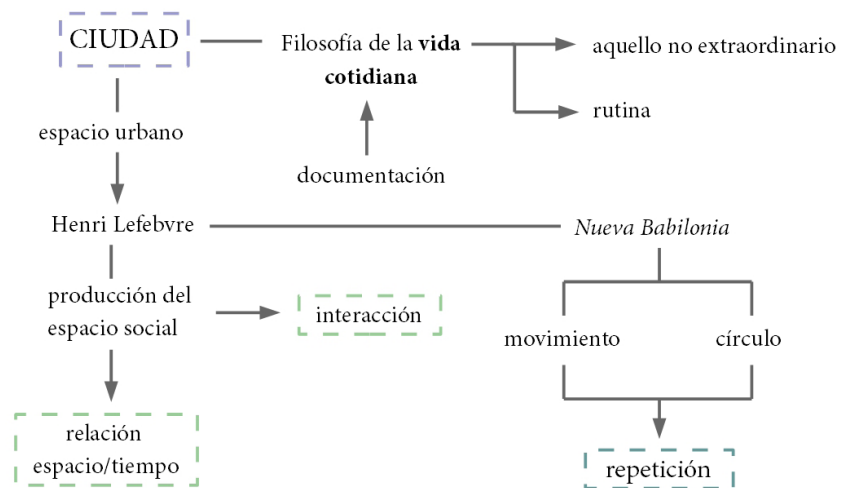 CIUDAD
Filosofía de la vida
cotidiana
aquello no extraordinario
rutina
espacio urbano
documentación
Henri Lefebvre
Nueva Babilonia
producción del
espacio social
interacción
movimiento
círculo
relación
espacio/tiempo
repetición